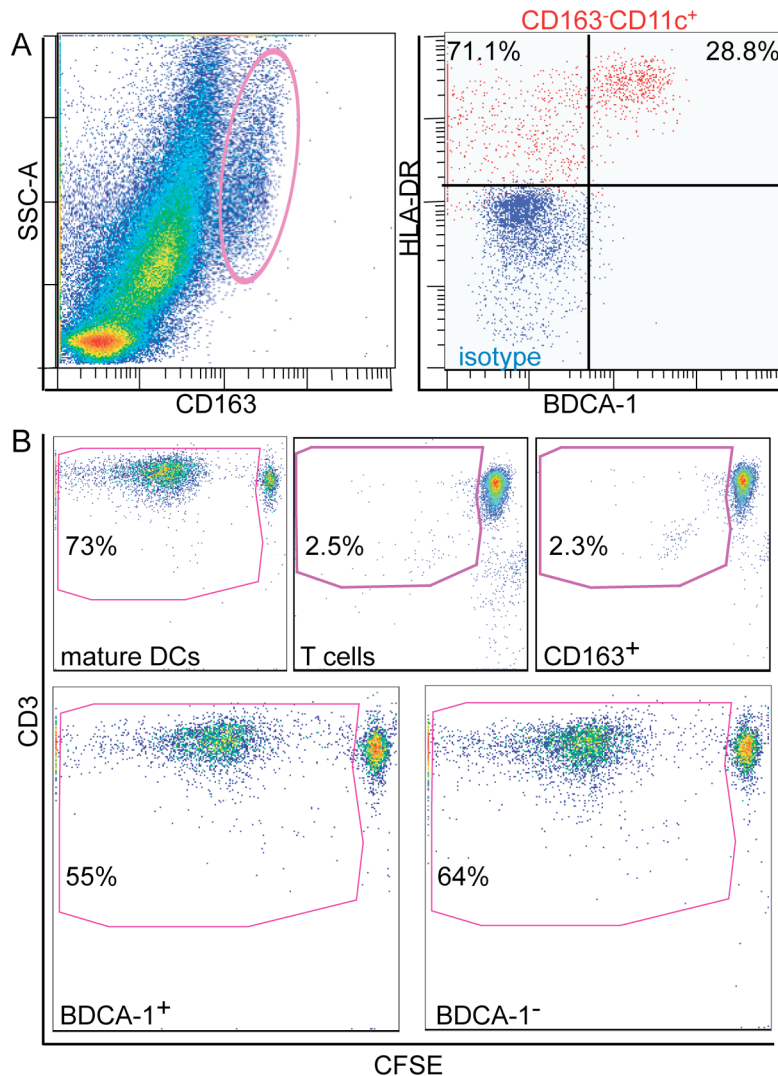 A
SSC-A
CD163
CD163⁻CD11c⁺
71.1%
28.8%
HLA-DR
isotype
BDCA-1
B
73%
mature DCs
2.5%
T cells
2.3%
CD163⁺
CD3
55%
BDCA-1⁺
64%
BDCA-1⁻
CFSE